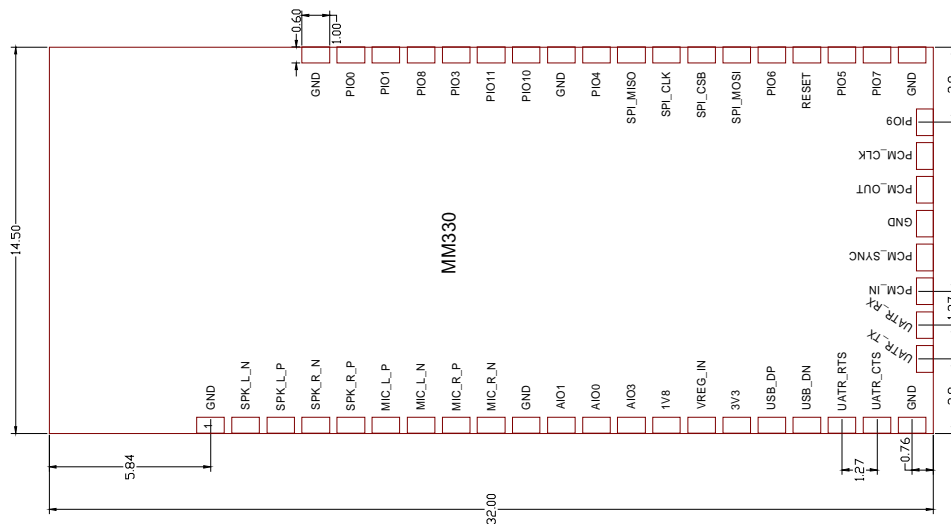 0.60
1.00
GND
PIO0
PIO1
PIO8
PIO3
PIO11
PIO10
GND
PIO4
SPI_MISO
SPI_CLK
SPI_CSB
SPI_MOSI
PIO6
RESET
PIO5
PIO7
GND
PIO9
PCM_CLK
PCM_OUT
GND
PCM_SYNC
PCM_IN
UATR_RX
UATR_TX
14.50
MM330
1
GND
SPK_L_N
SPK_L_P
SPK_R_N
SPK_R_P
MIC_L_P
MIC_L_N
MIC_R_P
MIC_R_N
GND
AIO1
AIO0
AIO3
1V8
VREG_IN
3V3
USB_DP
USB_DN
UATR_RTS
UATR_CTS
GND
5.84
1.27
0.76
32.00